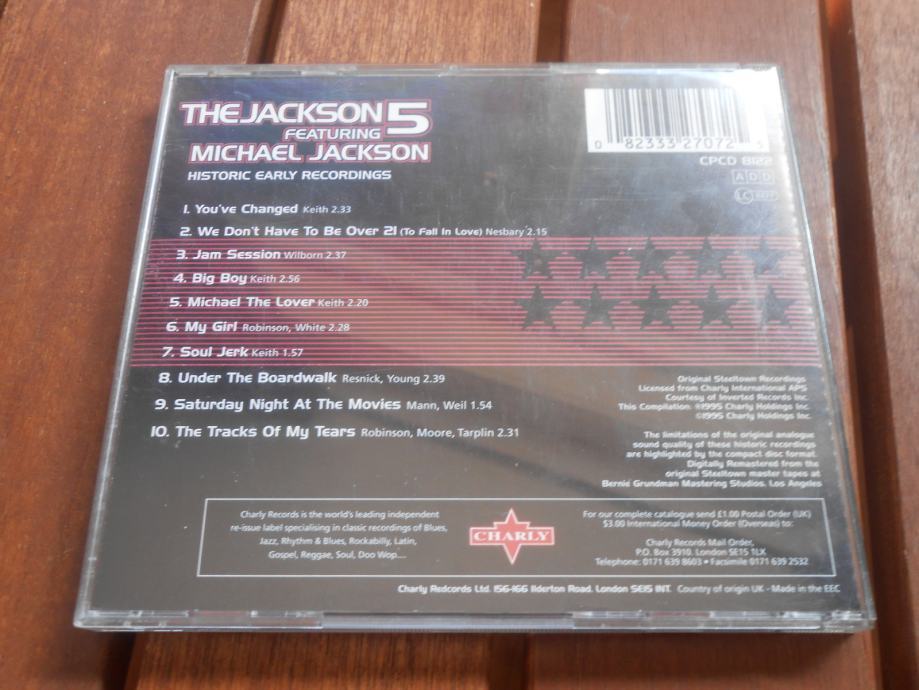 THE JACKSON 5
FEATURING
MICHAEL JACKSON
HISTORIC EARLY RECORDINGS
0 82333 27072 5
CPCD 8122
ADD
LC
1. You've Changed Keith 2.33
2. We Don't Have To Be Over 21 (To Fall In Love) Nesbary 2.15
3. Jam Session Wilborn 2.37
4. Big Boy Keith 2.56
5. Michael The Lover Keith 2.20
6. My Girl Robinson, White 2.28
7. Soul Jerk Keith 1.57
8. Under The Boardwalk Resnick, Young 2.39
9. Saturday Night At The Movies Mann, Weil 1.54
10. The Tracks Of My Tears Robinson, Moore, Tarplin 2.31
Original Steeltown Recordings
Licensed from Charly International APS
Courtesy of Inverted Records Inc.
This Compilation ℗1995 Charly Holdings Inc.
©1995 Charly Holdings Inc.
The limitations of the original analogue
sound quality of these historic recordings
are highlighted by the compact disc format.
Digitally Remastered from the
original Steeltown master tapes at
Bernie Grundman Mastering Studios, Los Angeles
Charly Records is the world's leading independent
re-issue label specialising in classic recordings of Blues,
Jazz, Rhythm & Blues, Rockabilly, Latin,
Gospel, Reggae, Soul, Doo Wop....
CHARLY
For our complete catalogue send £1.00 Postal Order (UK)
$3.00 International Money Order (Overseas) to:
Charly Records Mail Order,
P.O. Box 3910, London SE15 1LX
Telephone: 0171 639 8603 • Facsimile 0171 639 2532
Charly Redcords Ltd. 156-166 Ilderton Road, London SE15 1NT. Country of origin UK - Made in the EEC